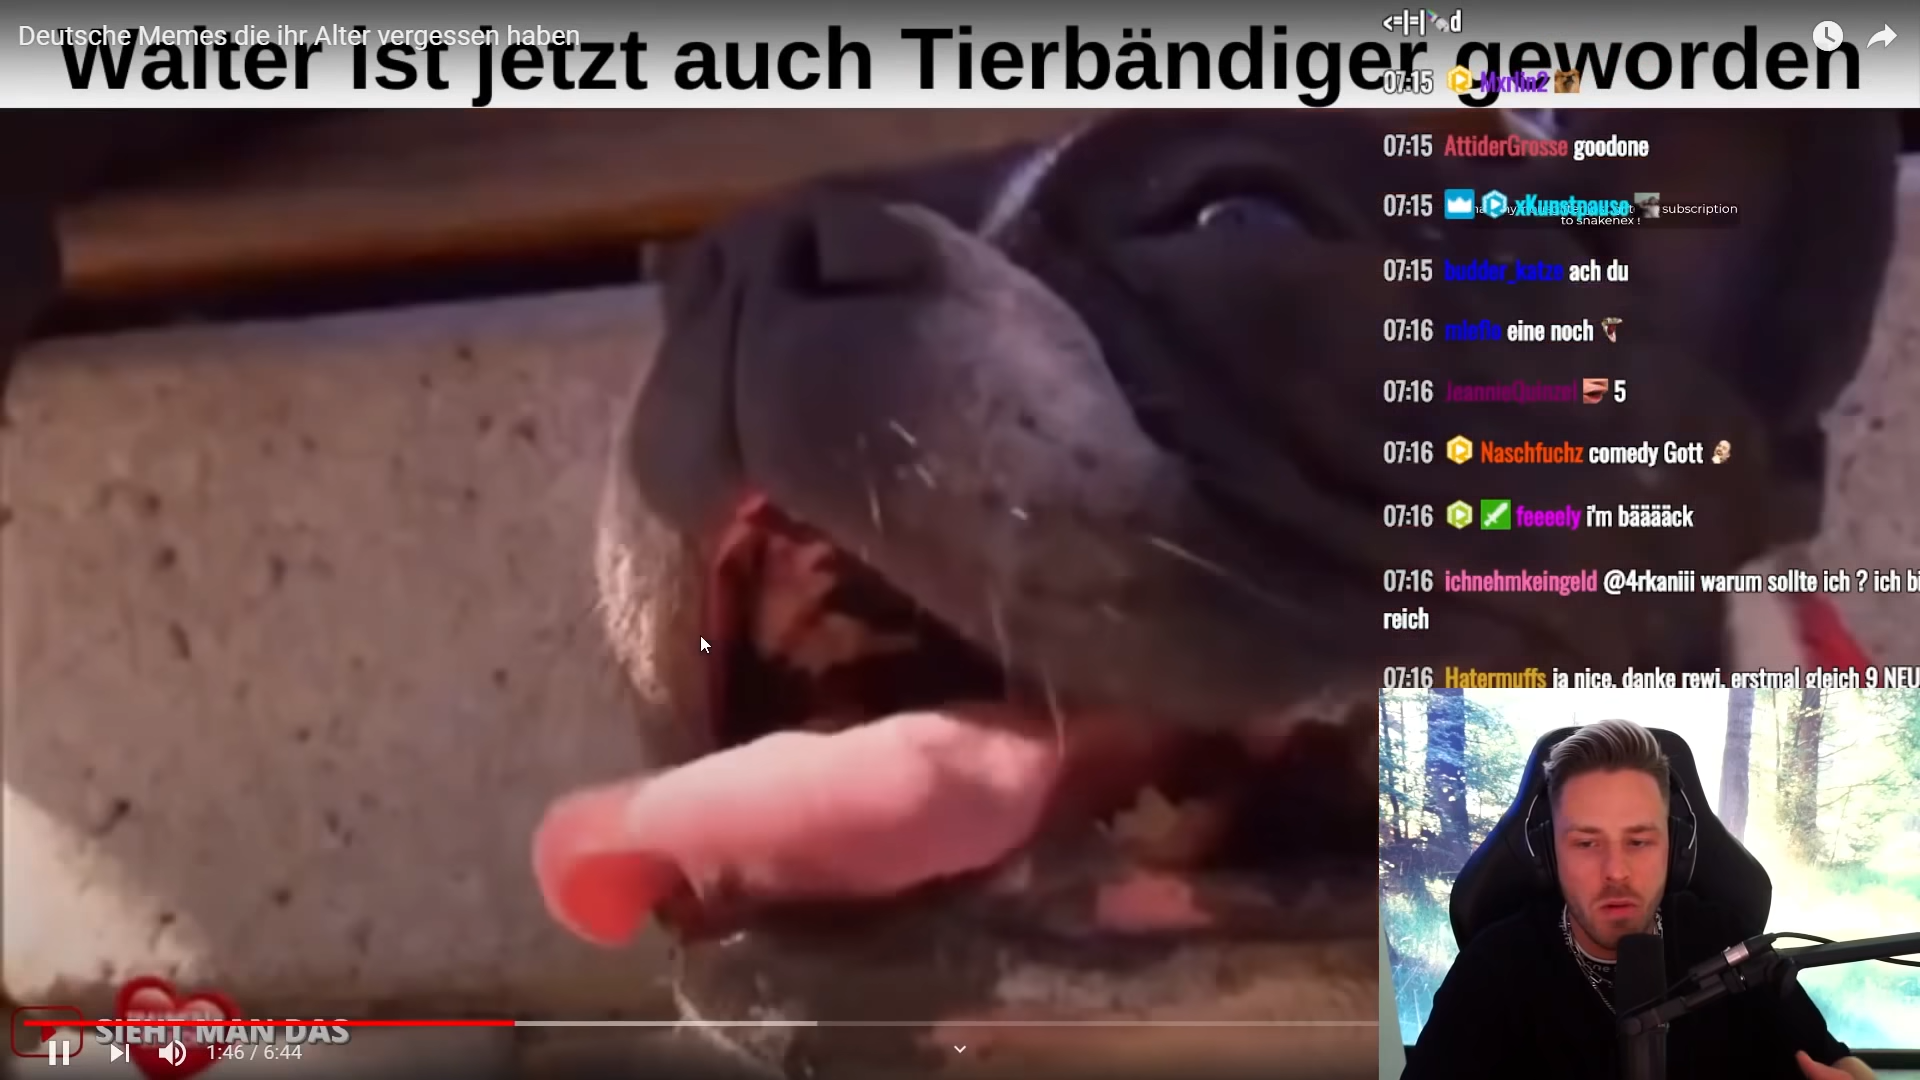 Deutsche Memes die ihr Alter vergessen haben
Walter ist jetzt auch Tierbändiger geworden
07:15 Mxrlin2
07:15 AttiderGrosse goodone
07:15 xKunstpause
subscription
to snakenex !
07:15 budder_katze ach du
07:16 eine noch
07:16 JeannieQuinzel 5
07:16 Naschfuchz comedy Gott
07:16 feeeely i'm bääääck
07:16 ichnehmkeingeld @4rkaniii warum sollte ich ? ich bi
reich
07:16 Hatermuffs ja nice, danke rewi, erstmal gleich 9 NEU
SIEHT MAN DAS
1:46 / 6:44